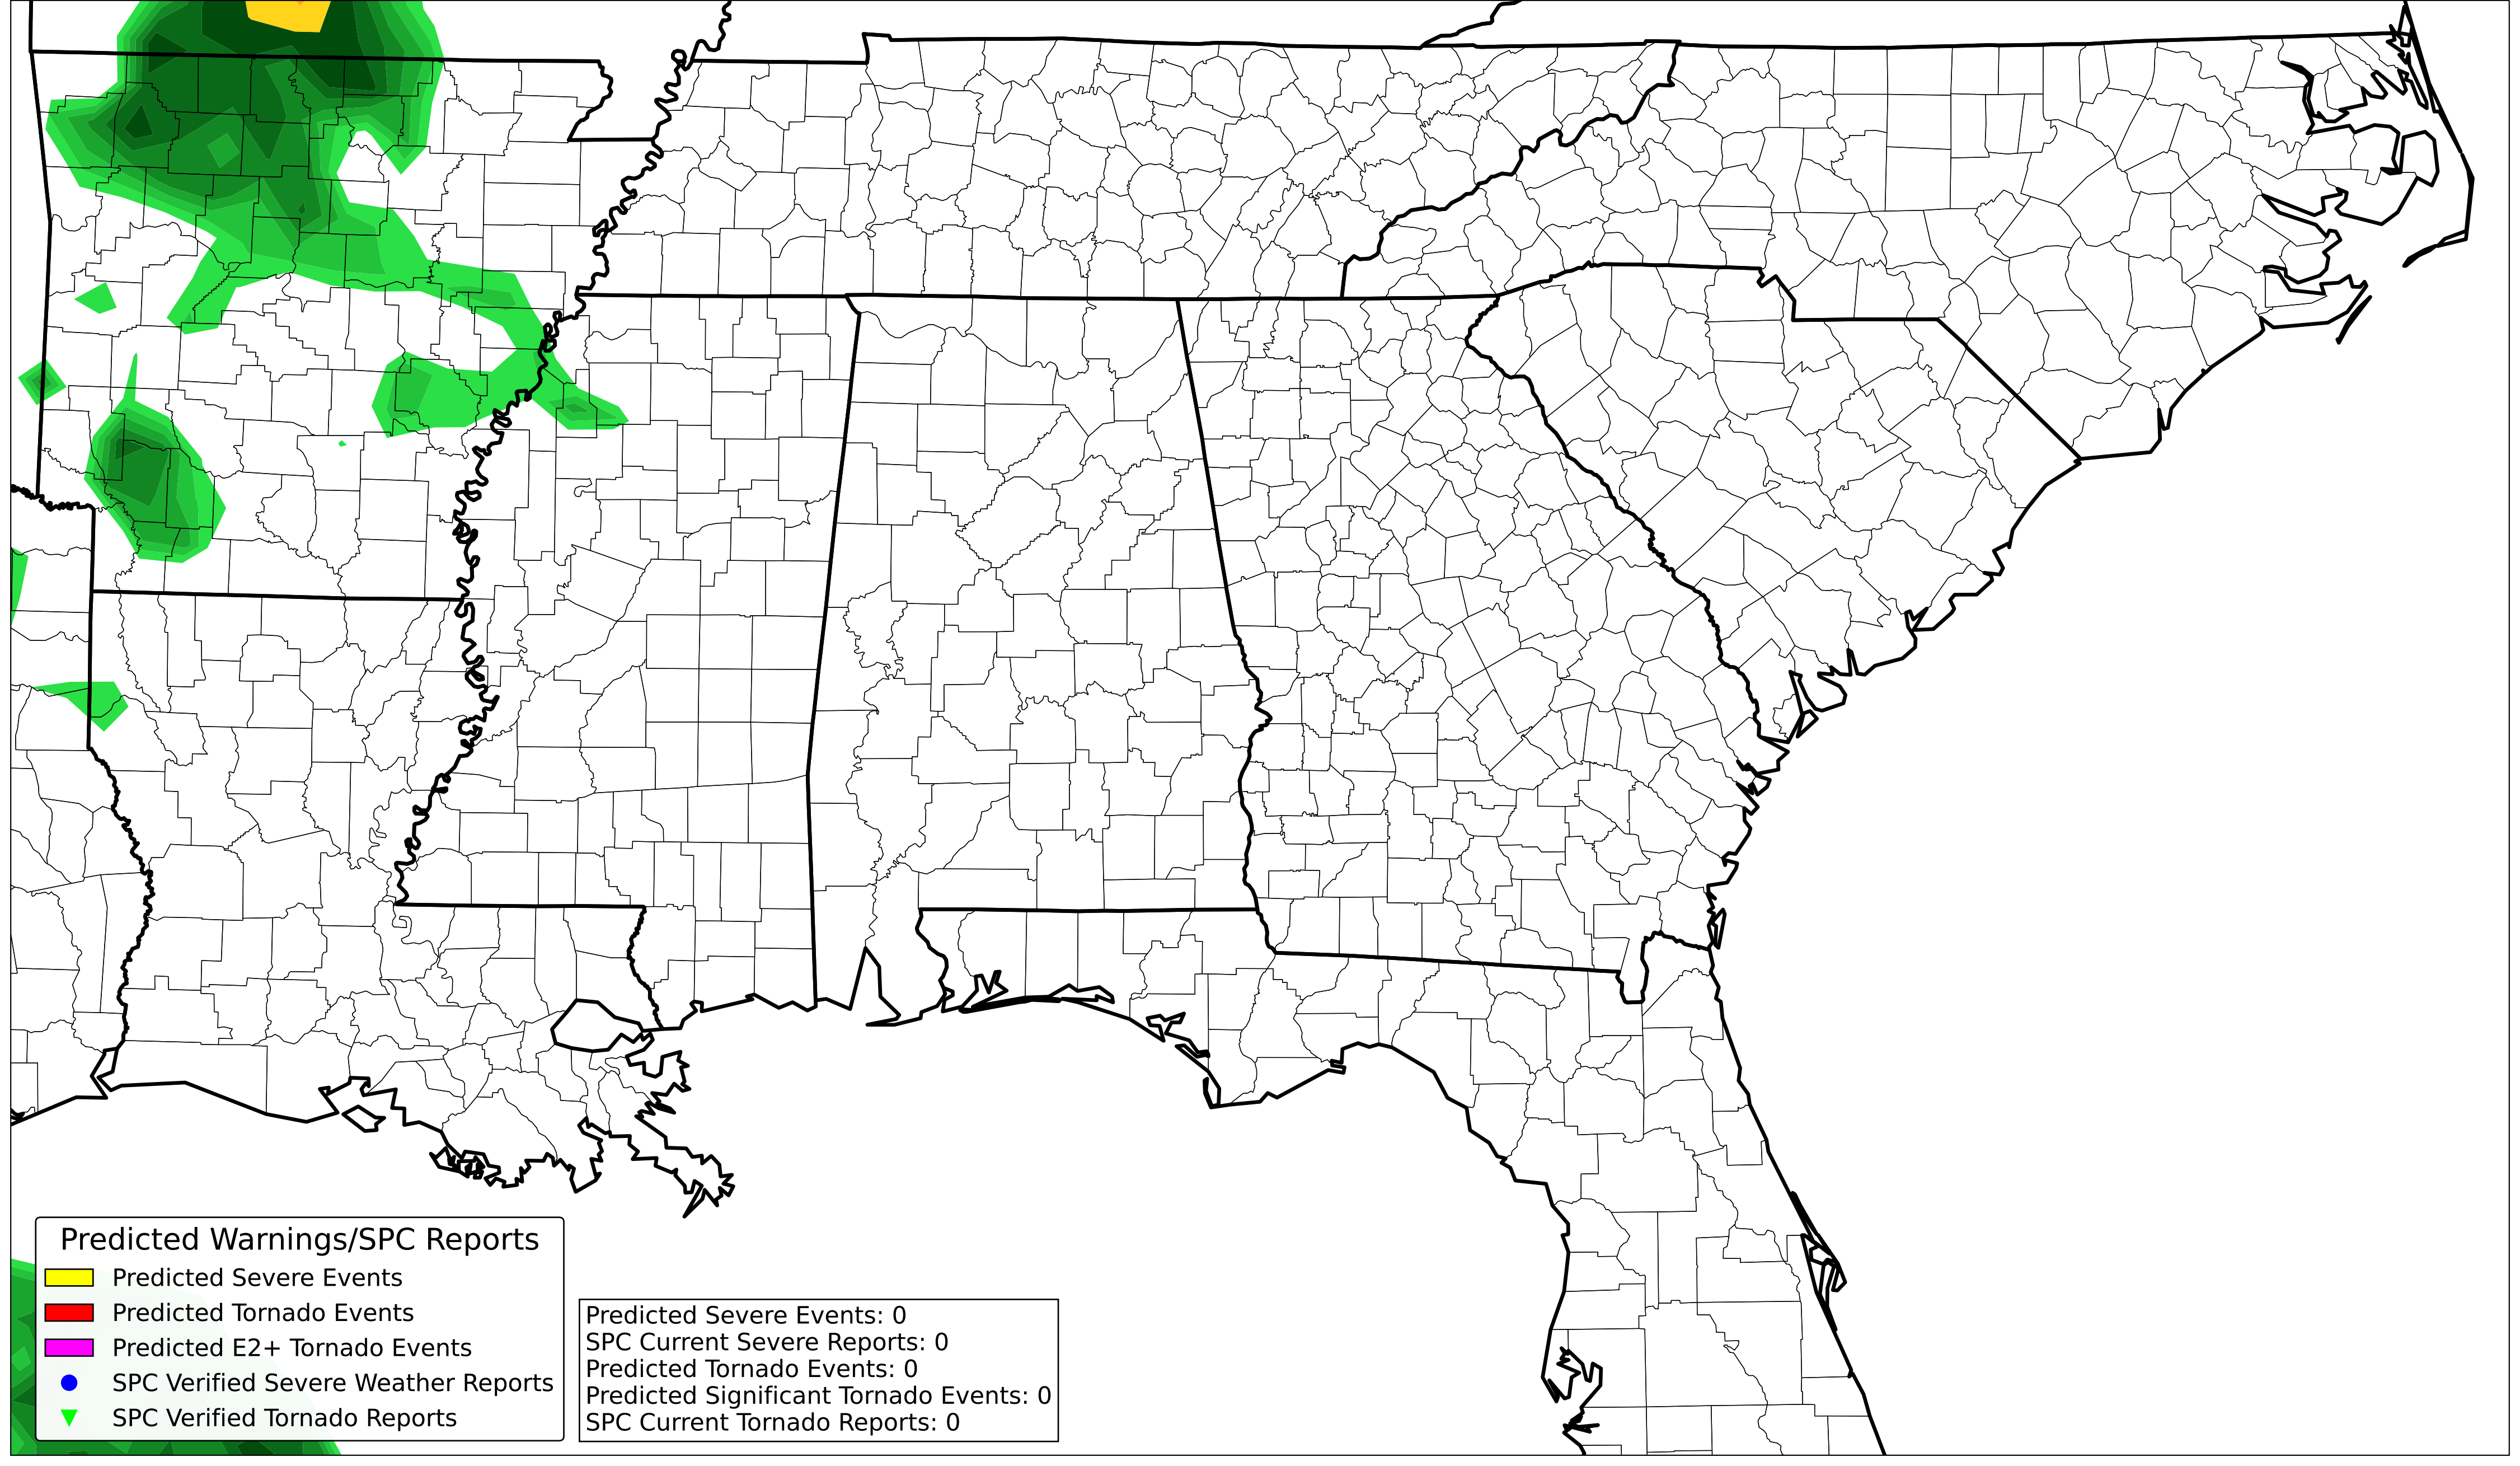 Predicted Warnings/SPC Reports
Predicted Severe Events
Predicted Tornado Events
Predicted E2+ Tornado Events
SPC Verified Severe Weather Reports
SPC Verified Tornado Reports
Predicted Severe Events: 0
SPC Current Severe Reports: 0
Predicted Tornado Events: 0
Predicted Significant Tornado Events: 0
SPC Current Tornado Reports: 0